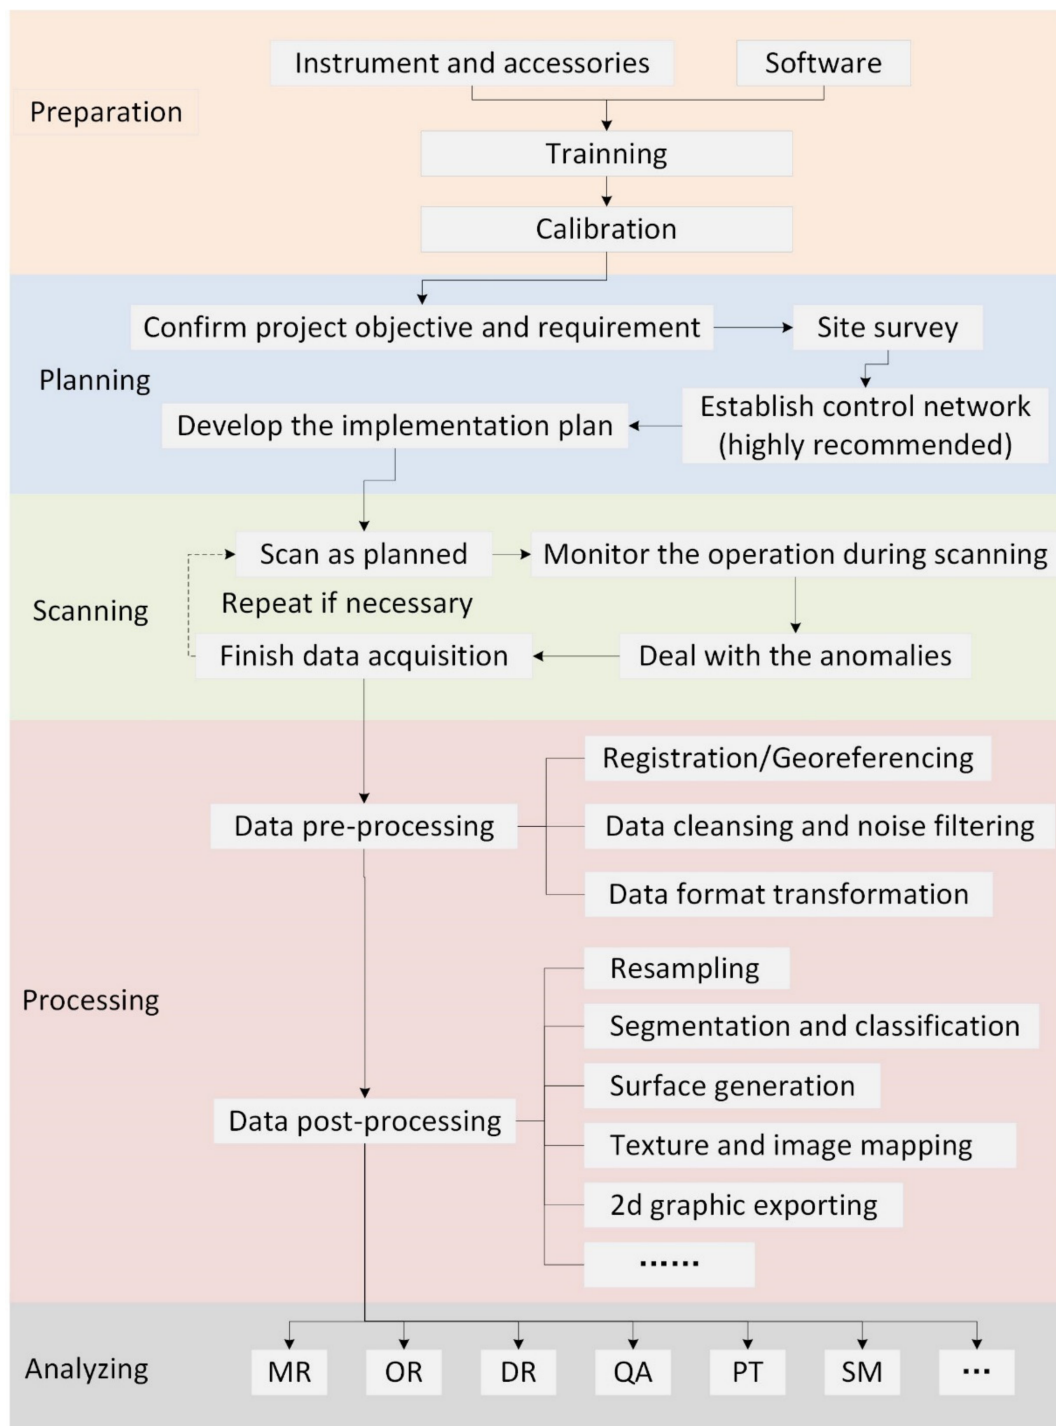 Preparation
Instrument and accessories
Software
Trainning
Calibration
Planning
Confirm project objective and requirement
Site survey
Establish control network
(highly recommended)
Develop the implementation plan
Scanning
Scan as planned
Monitor the operation during scanning
Repeat if necessary
Finish data acquisition
Deal with the anomalies
Processing
Data pre-processing
Registration/Georeferencing
Data cleansing and noise filtering
Data format transformation
Data post-processing
Resampling
Segmentation and classification
Surface generation
Texture and image mapping
2d graphic exporting
······
Analyzing
MR
OR
DR
QA
PT
SM
···